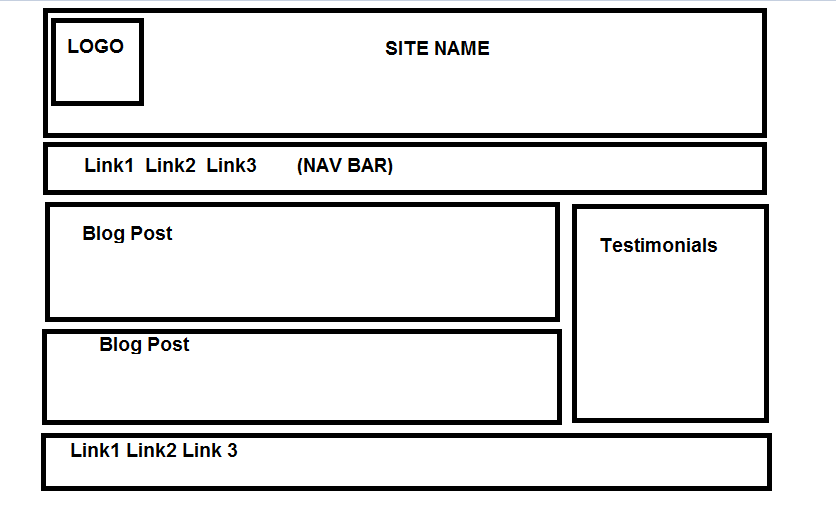 LOGO
SITE NAME
Link1 Link2 Link3 (NAV BAR)
Blog Post
Testimonials
Blog Post
Link1 Link2 Link 3